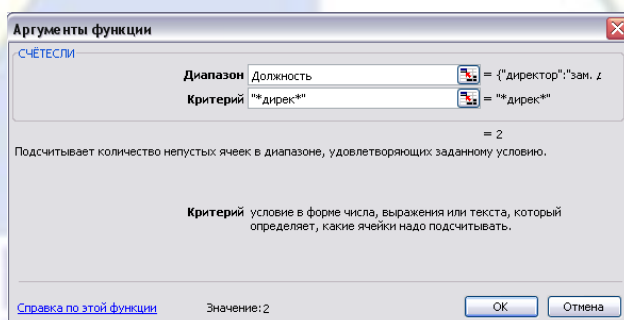 Аргументы функции
СЧЁТЕСЛИ
Диапазон Должность = {"директор":"зам.
Критерий "*дирек*" = "*дирек*"
= 2
Подсчитывает количество непустых ячеек в диапазоне, удовлетворяющих заданному условию.
Критерий условие в форме числа, выражения или текста, который
определяет, какие ячейки надо подсчитывать.
Справка по этой функции Значение:2 ОК Отмена